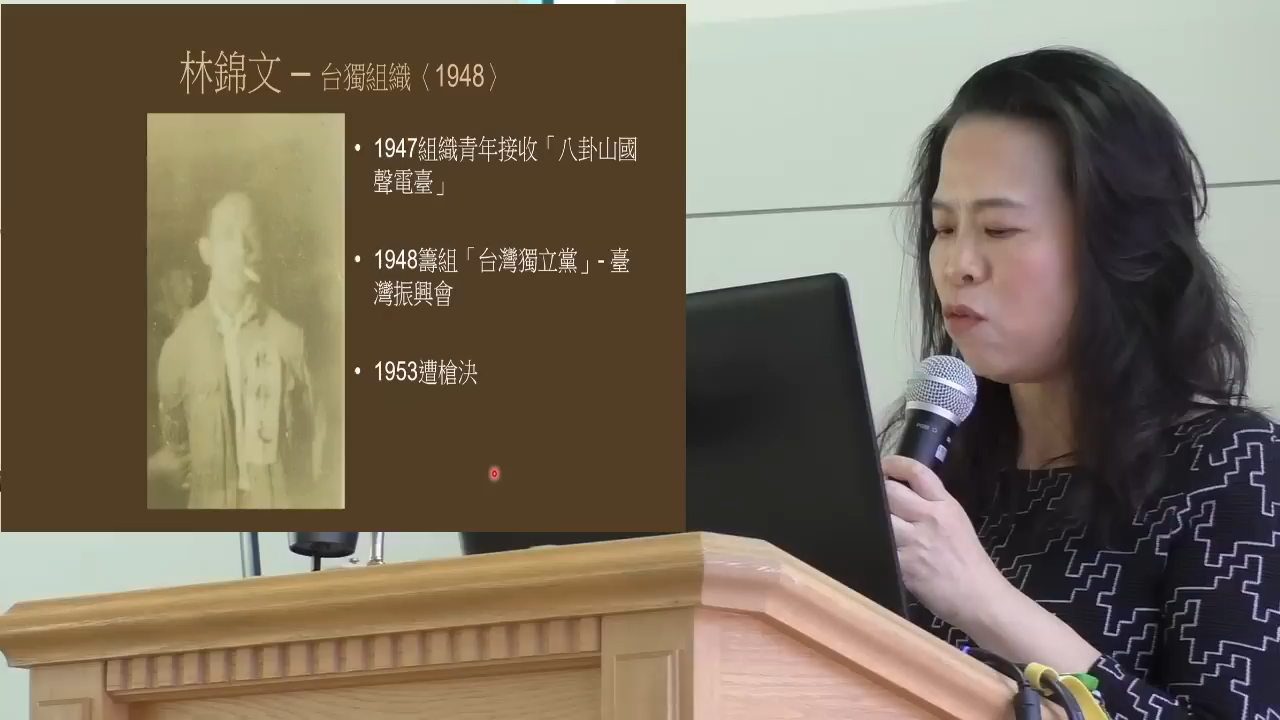 林錦文 – 台獨組織〈1948〉
• 1947組織青年接收「八卦山國
聲電臺」
• 1948籌組「台灣獨立黨」- 臺
灣振興會
• 1953遭槍決